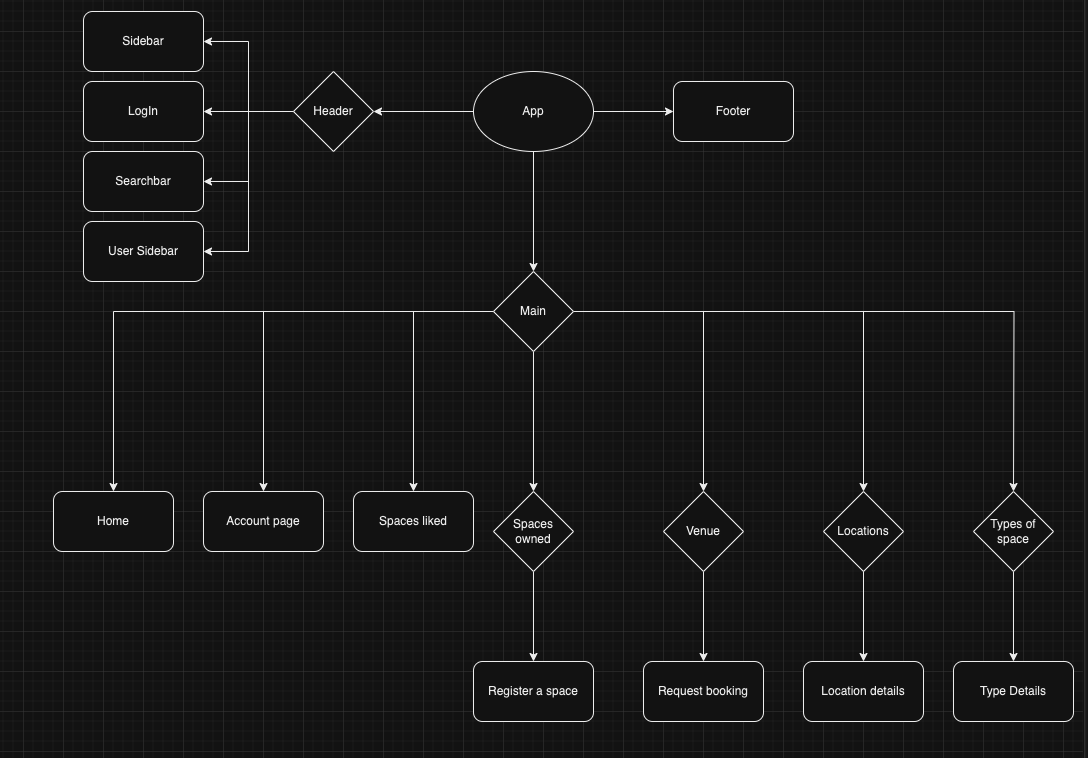 Sidebar
LogIn
Header
App
Footer
Searchbar
User Sidebar
Main
Home
Account page
Spaces liked
Spaces
owned
Venue
Locations
Types of
space
Register a space
Request booking
Location details
Type Details